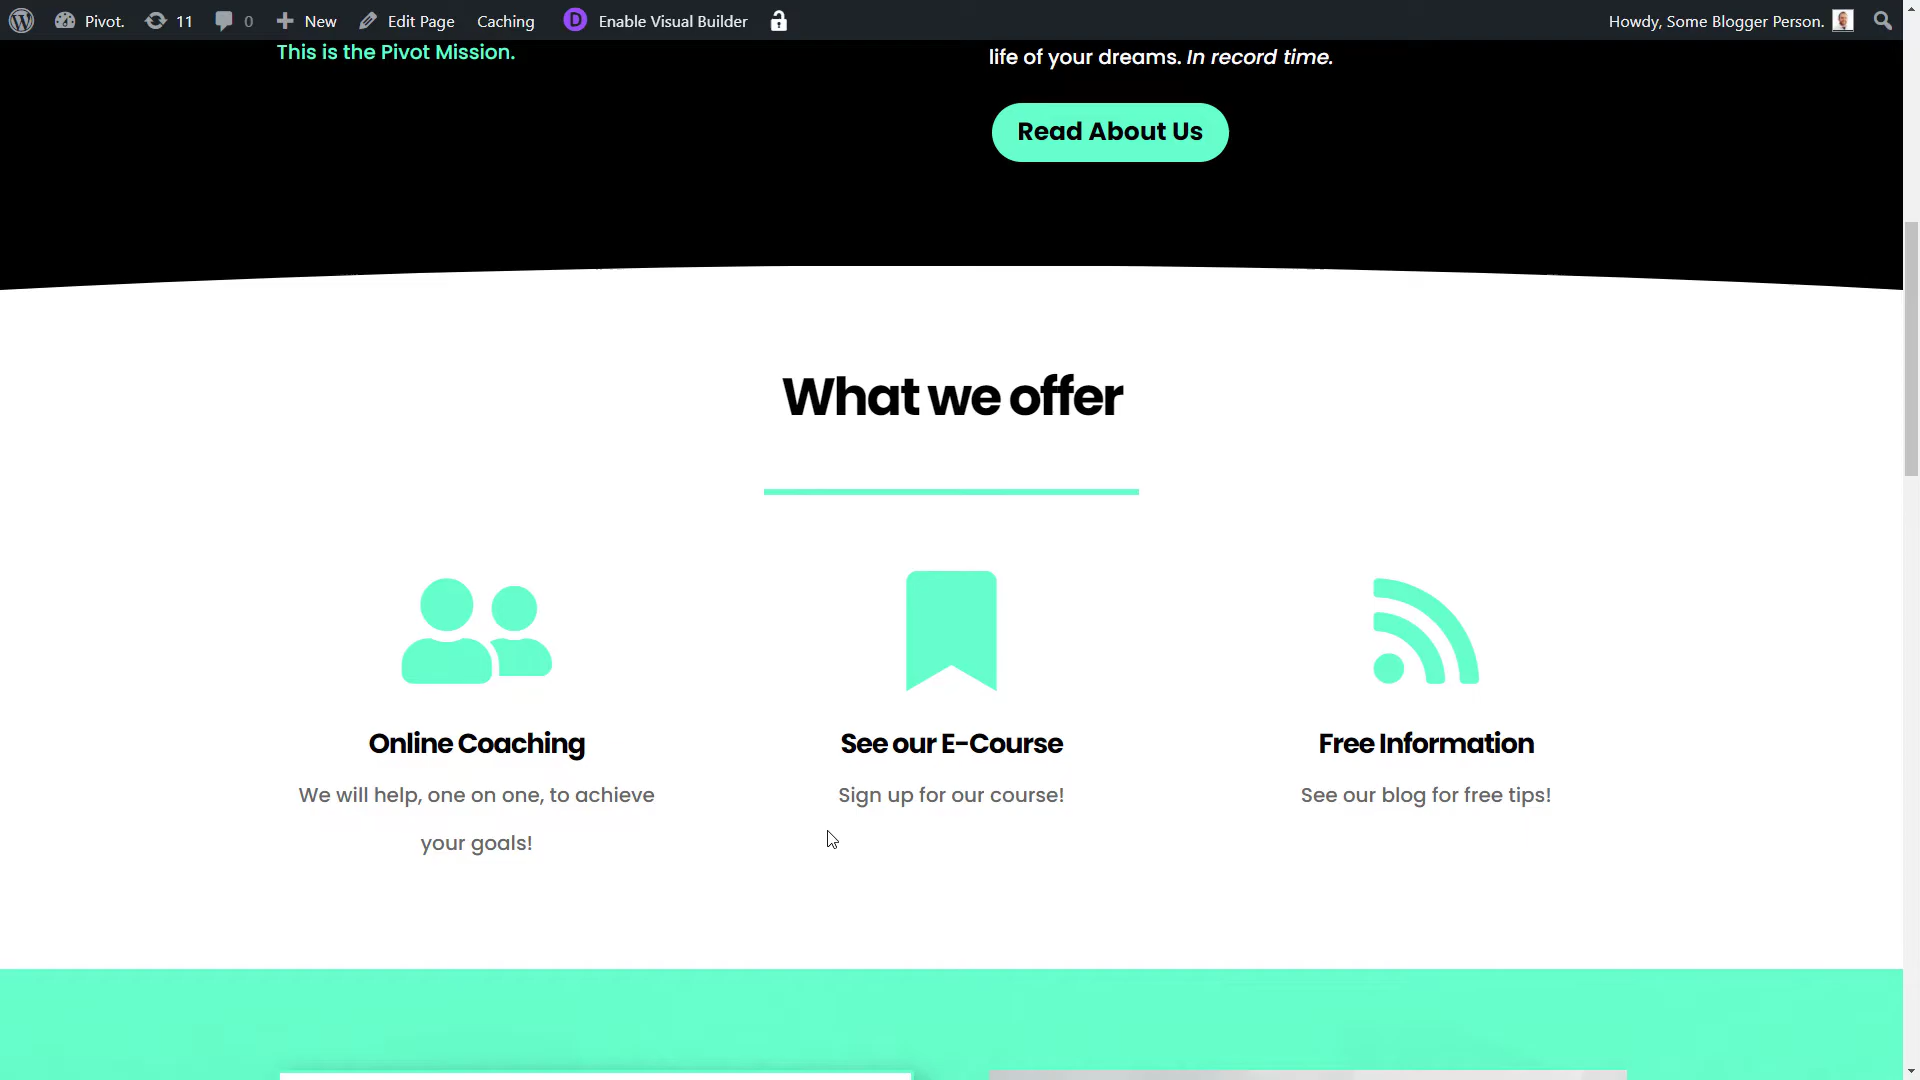 Pivot. 11 0 New Edit Page Caching D Enable Visual Builder Howdy, Some Blogger Person.
This is the Pivot Mission.
life of your dreams. In record time.
Read About Us
What we offer
Online Coaching
We will help, one on one, to achieve
your goals!
See our E-Course
Sign up for our course!
Free Information
See our blog for free tips!